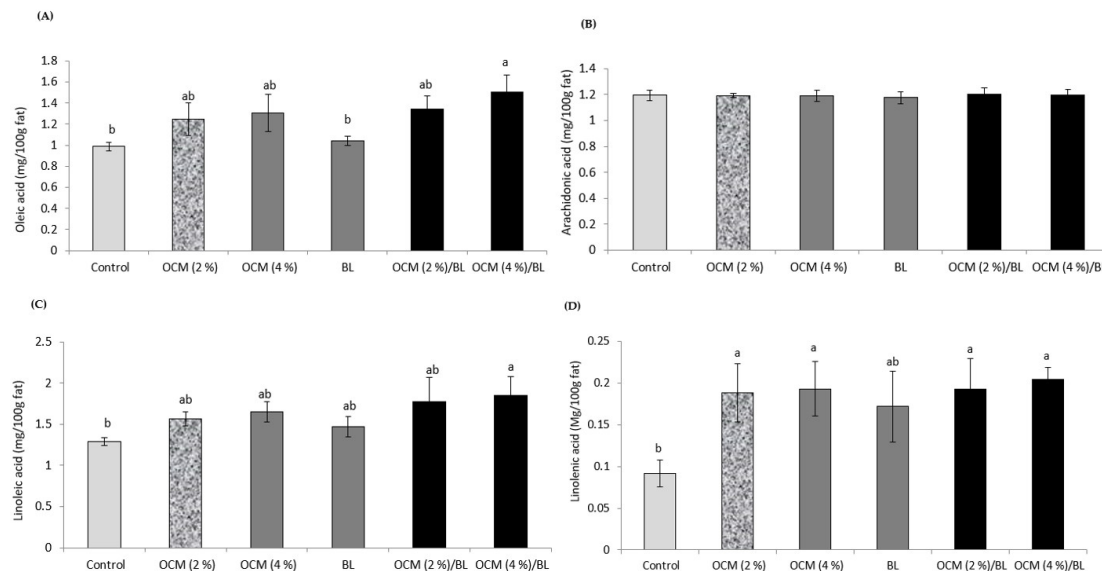 (A)
Oleic acid (mg/100g fat)
1.8
1.6
1.4
1.2
1
0.8
0.6
0.4
0.2
0
b
ab
ab
b
ab
a
Control
OCM (2 %)
OCM (4 %)
BL
OCM (2 %)/BL
OCM (4 %)/BL
(B)
Arachidonic acid (mg/100g fat)
1.4
1.2
1
0.8
0.6
0.4
0.2
0
Control
OCM (2 %)
OCM (4 %)
BL
OCM (2 %)/BL
OCM (4 %)/B
(C)
Linoleic acid (mg/100g fat)
2.5
2
1.5
1
0.5
0
b
ab
ab
ab
ab
a
Control
OCM (2 %)
OCM (4 %)
BL
OCM (2 %)/BL
OCM (4 %)/BL
(D)
Linolenic acid (Mg/100g fat)
0.25
0.2
0.15
0.1
0.05
0
b
a
a
ab
a
a
Control
OCM (2 %)
OCM (4 %)
BL
OCM (2 %)/BL
OCM (4 %)/BL